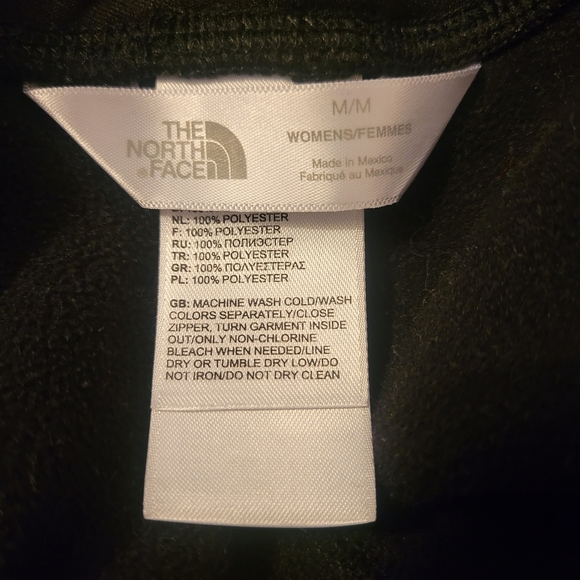 THE
NORTH
FACE
M/M
WOMENS/FEMMES
Made in Mexico
Fabriqué au Mexique
NL: 100% POLYESTER
F: 100% POLYESTER
RU: 100% ПОЛИЭСТЕР
TR: 100% POLYESTER
GR: 100% ΠΟΛΥΕΣΤΕΡΑΣ
PL: 100% POLYESTER
GB: MACHINE WASH COLD/WASH
COLORS SEPARATELY/CLOSE
ZIPPER, TURN GARMENT INSIDE
OUT/ONLY NON-CHLORINE
BLEACH WHEN NEEDED/LINE
DRY OR TUMBLE DRY LOW/DO
NOT IRON/DO NOT DRY CLEAN